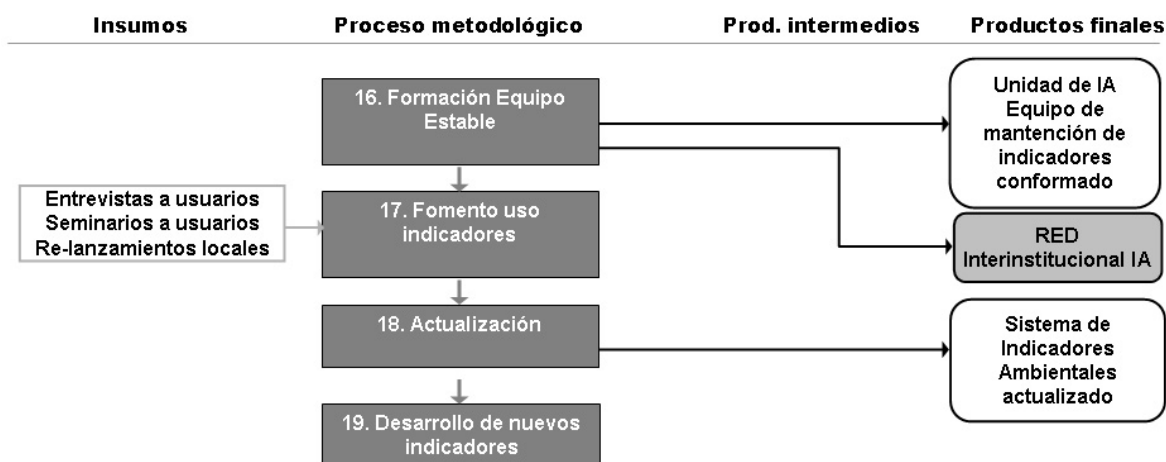 Insumos
Proceso metodológico
Prod. intermedios
Productos finales
16. Formación Equipo
Estable
Unidad de IA
Equipo de
mantención de
indicadores
conformado
Entrevistas a usuarios
Seminarios a usuarios
Re-lanzamientos locales
17. Fomento uso
indicadores
RED
Interinstitucional IA
18. Actualización
Sistema de
Indicadores
Ambientales
actualizado
19. Desarrollo de nuevos
indicadores